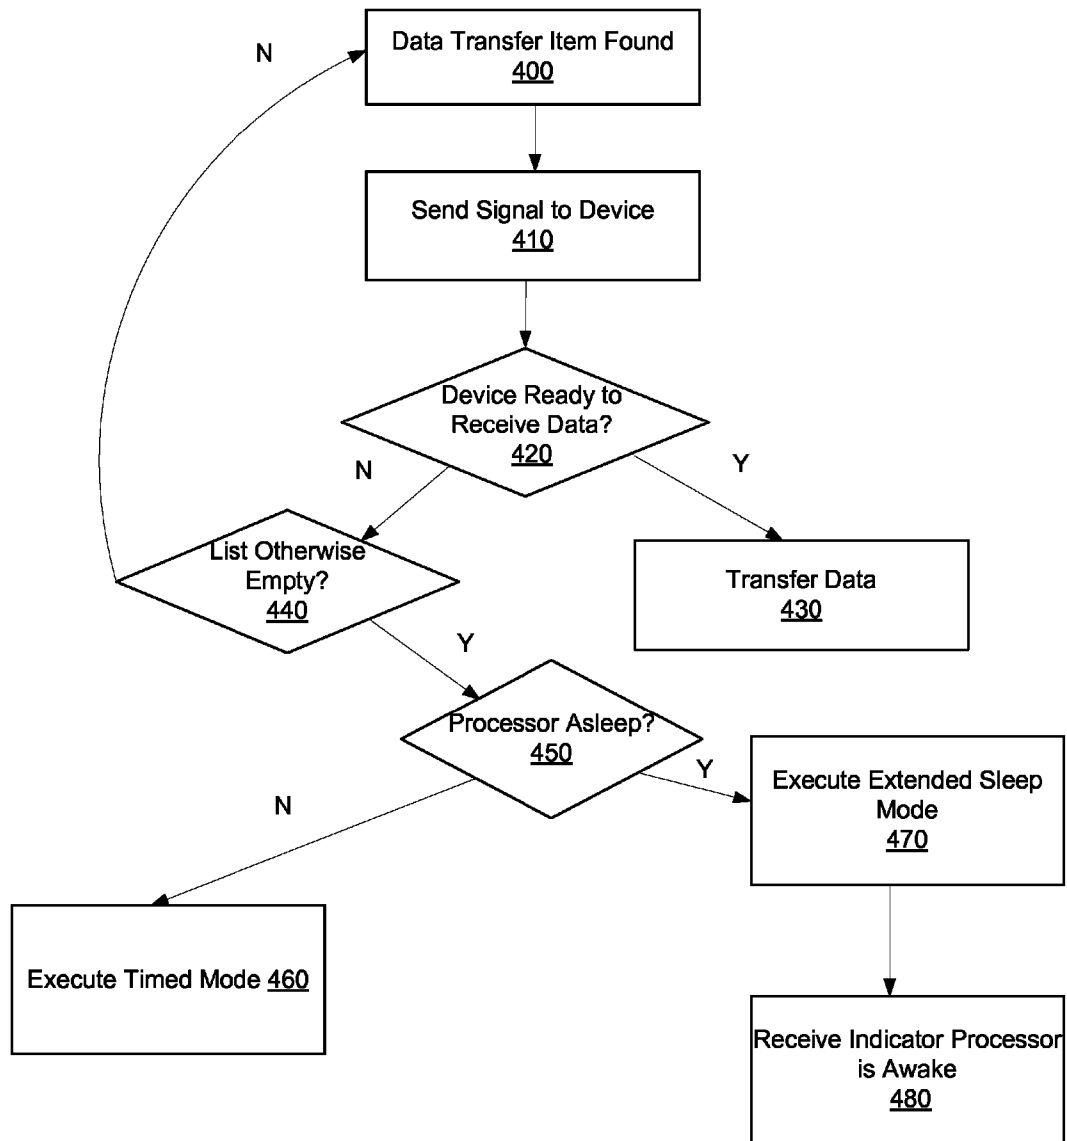 N
Data Transfer Item Found
400
Send Signal to Device
410
Device Ready to
Receive Data?
420
N
Y
List Otherwise
Empty?
440
Transfer Data
430
Y
Processor Asleep?
450
Y
N
Execute Extended Sleep
Mode
470
Execute Timed Mode 460
Receive Indicator Processor
is Awake
480